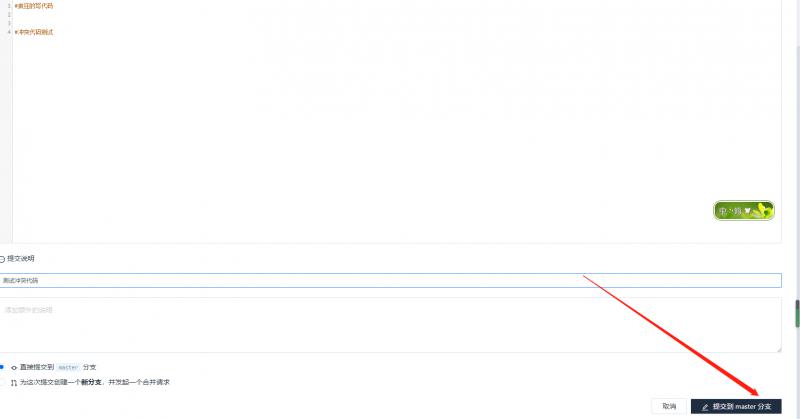 1 #疯狂的写代码
2
3
4 #冲突代码测试
中
提交说明
测试冲突代码
添加额外的说明
直接提交到 master 分支
为这次提交创建一个新分支，并发起一个合并请求
取消
提交到 master 分支